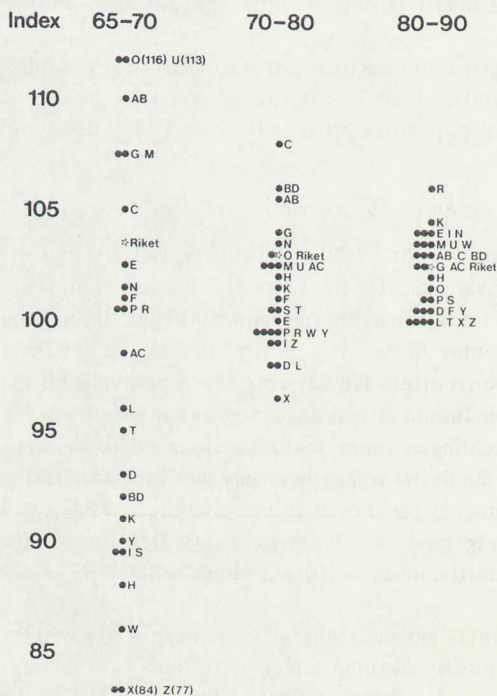 Index 65–70 70–80 80–90
O(116) U(113)
110 AB
C
G M
BD R
AB
105 C
K
G E I N
Riket N M U W
O Riket AB C BD
E M U AC G AC Riket
H H
N K O
F F P S
P R S T D F Y
100 E L T X Z
P R W Y
I Z
AC
D L
X
L
95 T
D
BD
K
90
I S
H
W
85
X(84) Z(77)